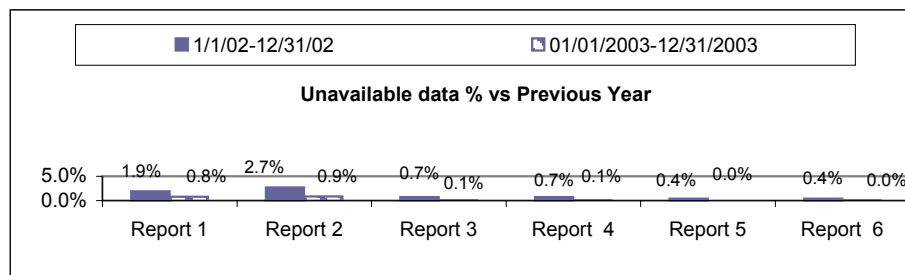 1/1/02-12/31/02 01/01/2003-12/31/2003
Unavailable data % vs Previous Year
5.0%
0.0%
1.9% 0.8% 2.7% 0.9% 0.7% 0.1% 0.7% 0.1% 0.4% 0.0% 0.4% 0.0%
Report 1 Report 2 Report 3 Report 4 Report 5 Report 6